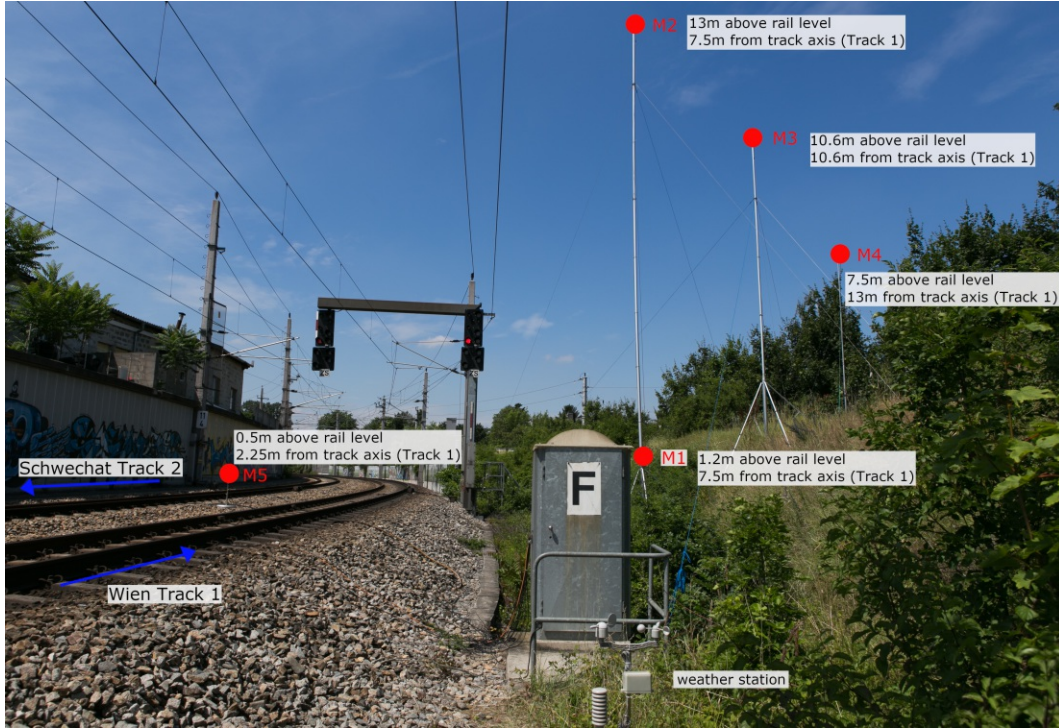 M2
13m above rail level
7.5m from track axis (Track 1)
M3
10.6m above rail level
10.6m from track axis (Track 1)
M4
7.5m above rail level
13m from track axis (Track 1)
0.5m above rail level
2.25m from track axis (Track 1)
M5
M1
1.2m above rail level
7.5m from track axis (Track 1)
Schwechat Track 2
F
Wien Track 1
weather station